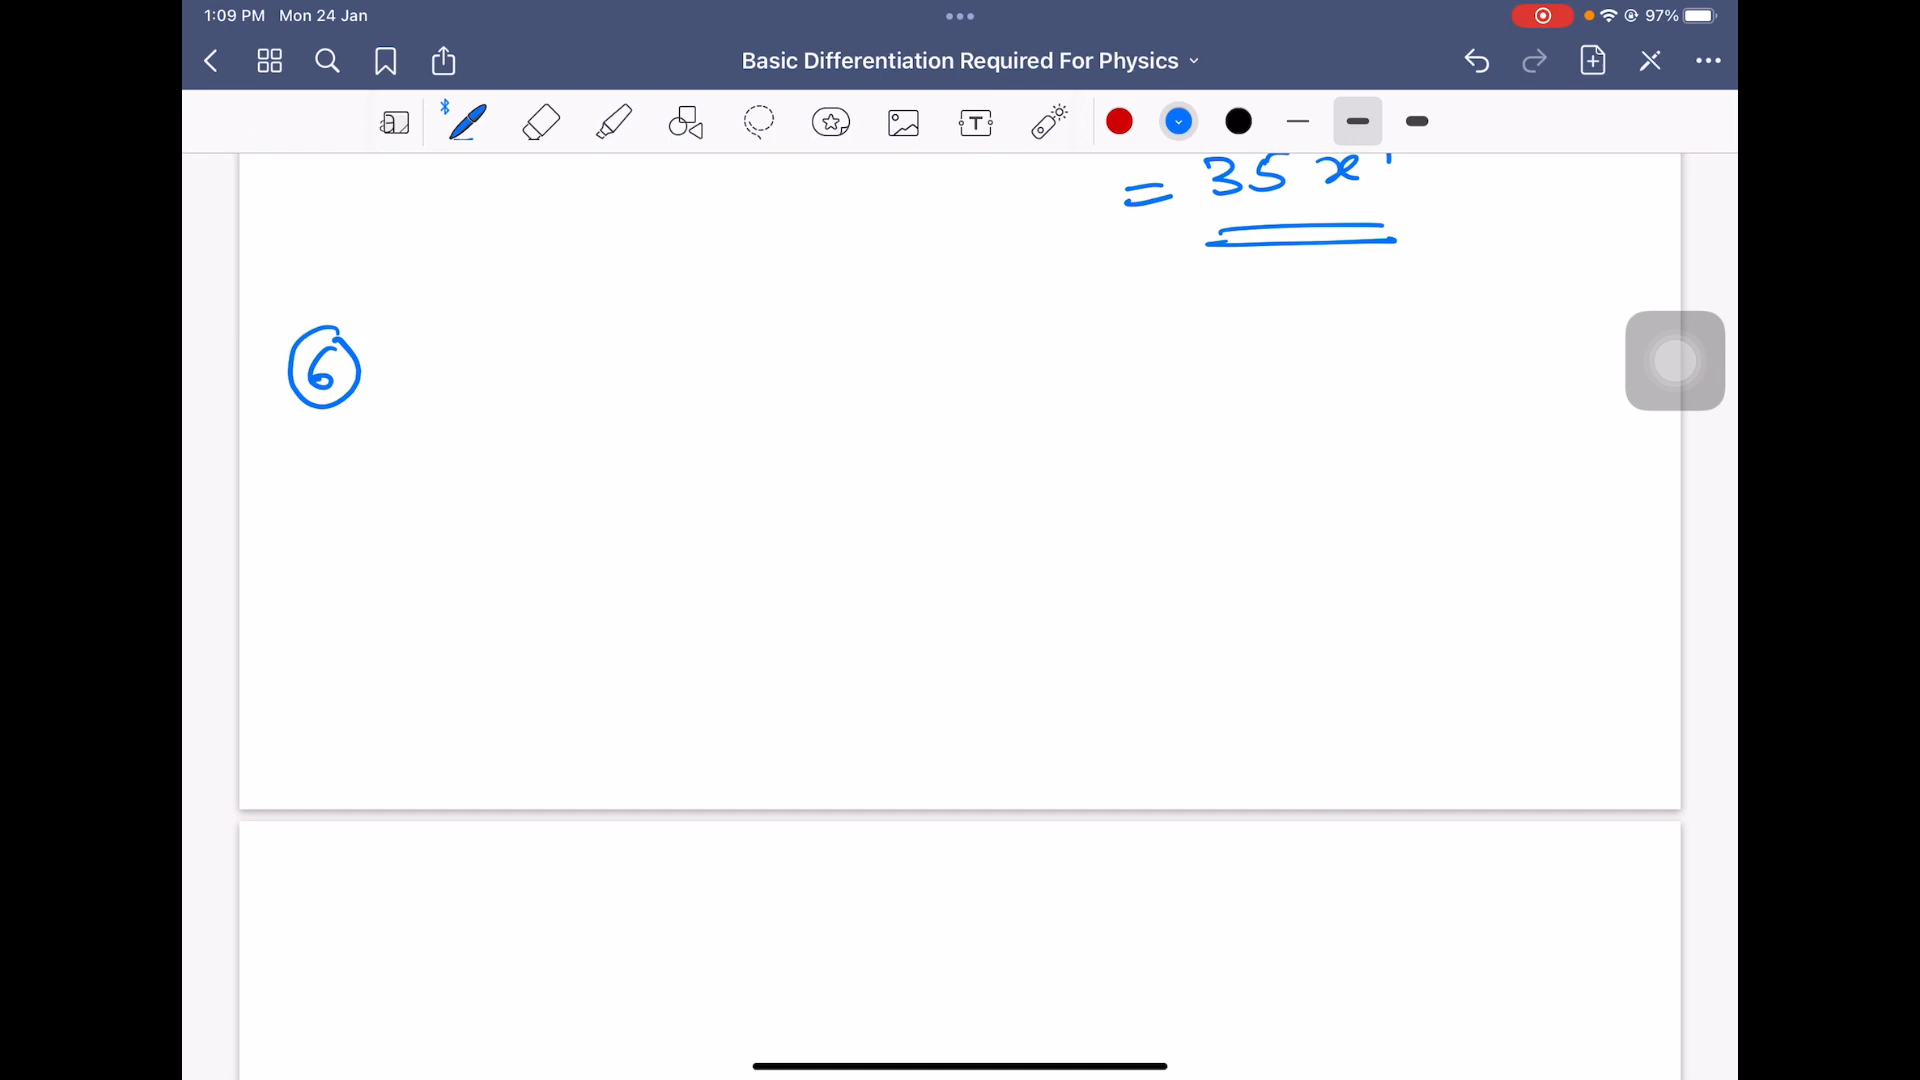 1:09 PM Mon 24 Jan
97%
Basic Differentiation Required For Physics
= 35 x
6